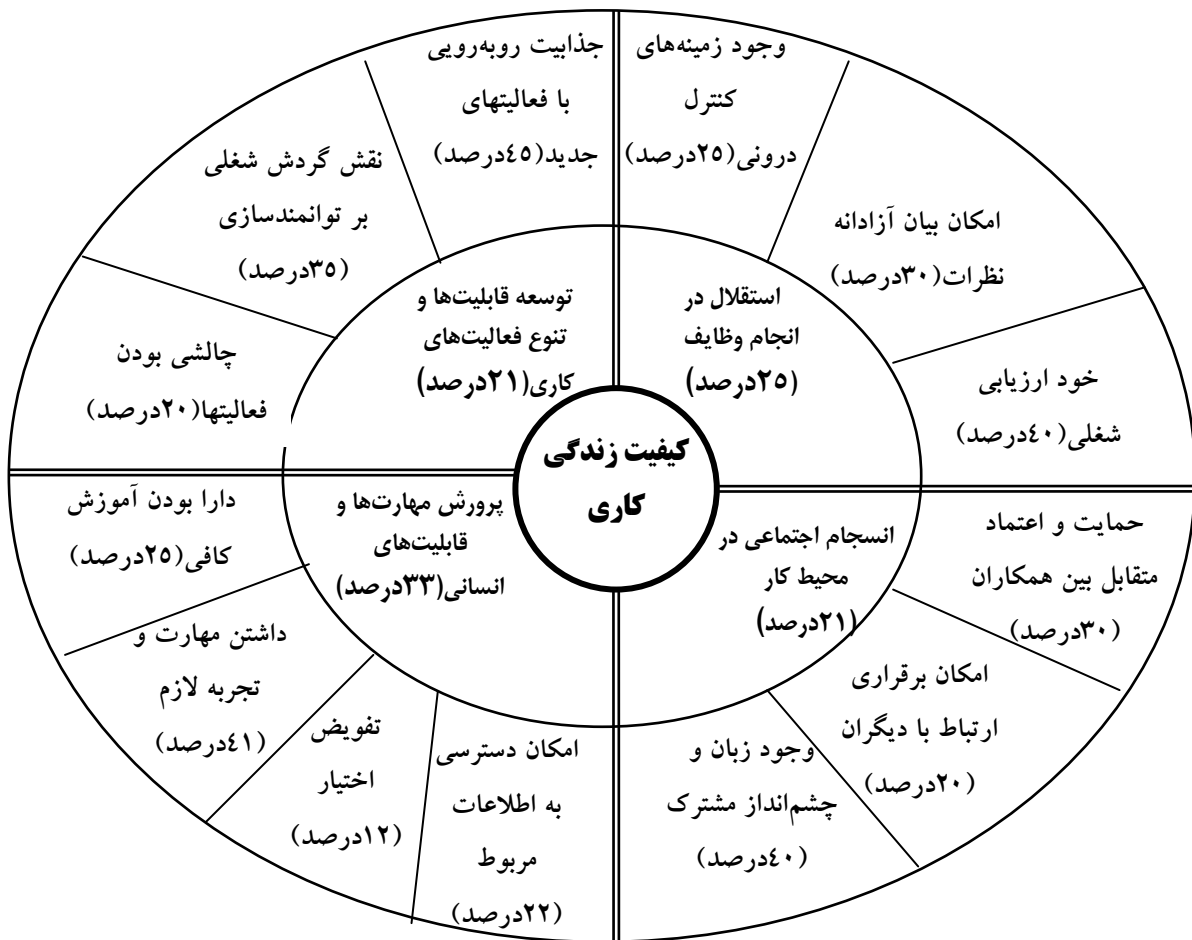 وجود زمینه‌های
کنترل
درونی(۲۵درصد)
امکان بیان آزادانه
نظرات(۳۰درصد)
خود ارزیابی
شغلی(۴۰درصد)
استقلال در
انجام وظایف
(۲۵درصد)
جذابیت روبه‌رویی
با فعالیتهای
جدید(۴۵درصد)
نقش گردش شغلی
بر توانمندسازی
(۳۵درصد)
چالشی بودن
فعالیتها(۲۰درصد)
توسعه قابلیت‌ها و
تنوع فعالیت‌های
کاری(۲۱درصد)
کیفیت زندگی
کاری
حمایت و اعتماد
متقابل بین همکاران
(۳۰درصد)
امکان برقراری
ارتباط با دیگران
(۲۰درصد)
وجود زبان و
چشم‌انداز مشترک
(۴۰درصد)
انسجام اجتماعی در
محیط کار
(۲۱درصد)
پرورش مهارت‌ها و
قابلیت‌های
انسانی(۳۳درصد)
دارا بودن آموزش
کافی(۲۵درصد)
داشتن مهارت و
تجربه لازم
(۴۱درصد)
تفویض
اختیار
(۱۲درصد)
امکان دسترسی
به اطلاعات
مربوط
(۲۲درصد)